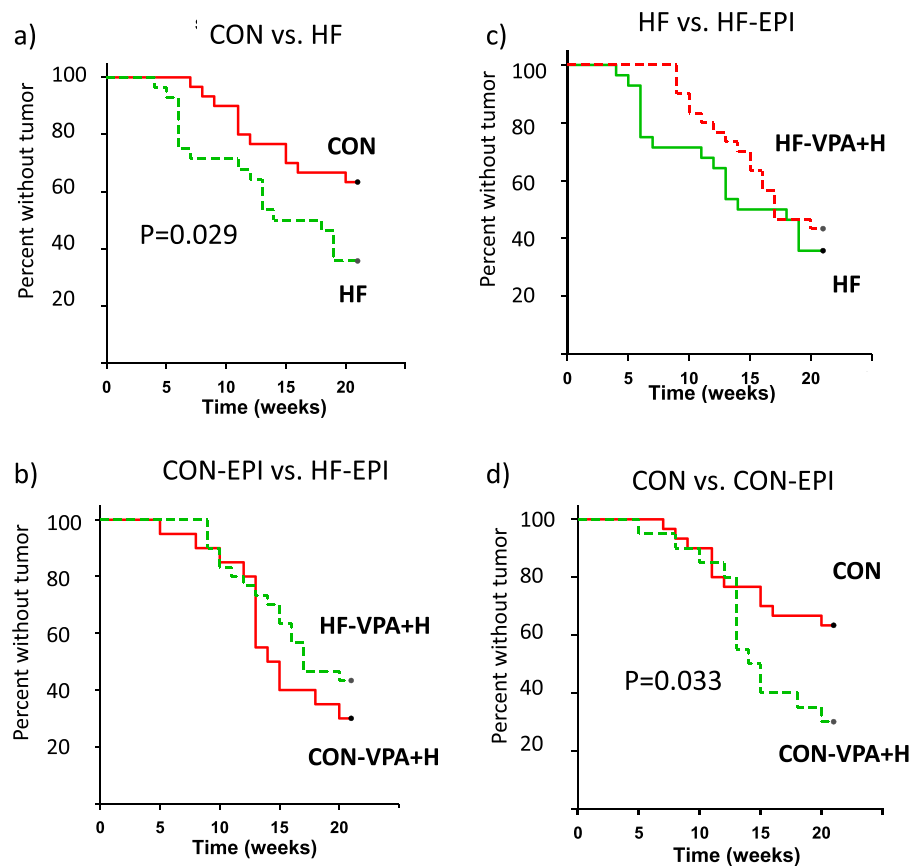 a)
CON vs. HF
Percent without tumor
100
80
60
40
20
CON
P=0.029
HF
0 5 10 15 20
Time (weeks)
c)
HF vs. HF-EPI
Percent without tumor
100
80
60
40
20
HF-VPA+H
HF
0 5 10 15 20
Time (weeks)
b)
CON-EPI vs. HF-EPI
Percent without tumor
100
80
60
40
20
HF-VPA+H
CON-VPA+H
0 5 10 15 20
Time (weeks)
d)
CON vs. CON-EPI
Percent without tumor
100
80
60
40
20
CON
P=0.033
CON-VPA+H
0 5 10 15 20
Time (weeks)